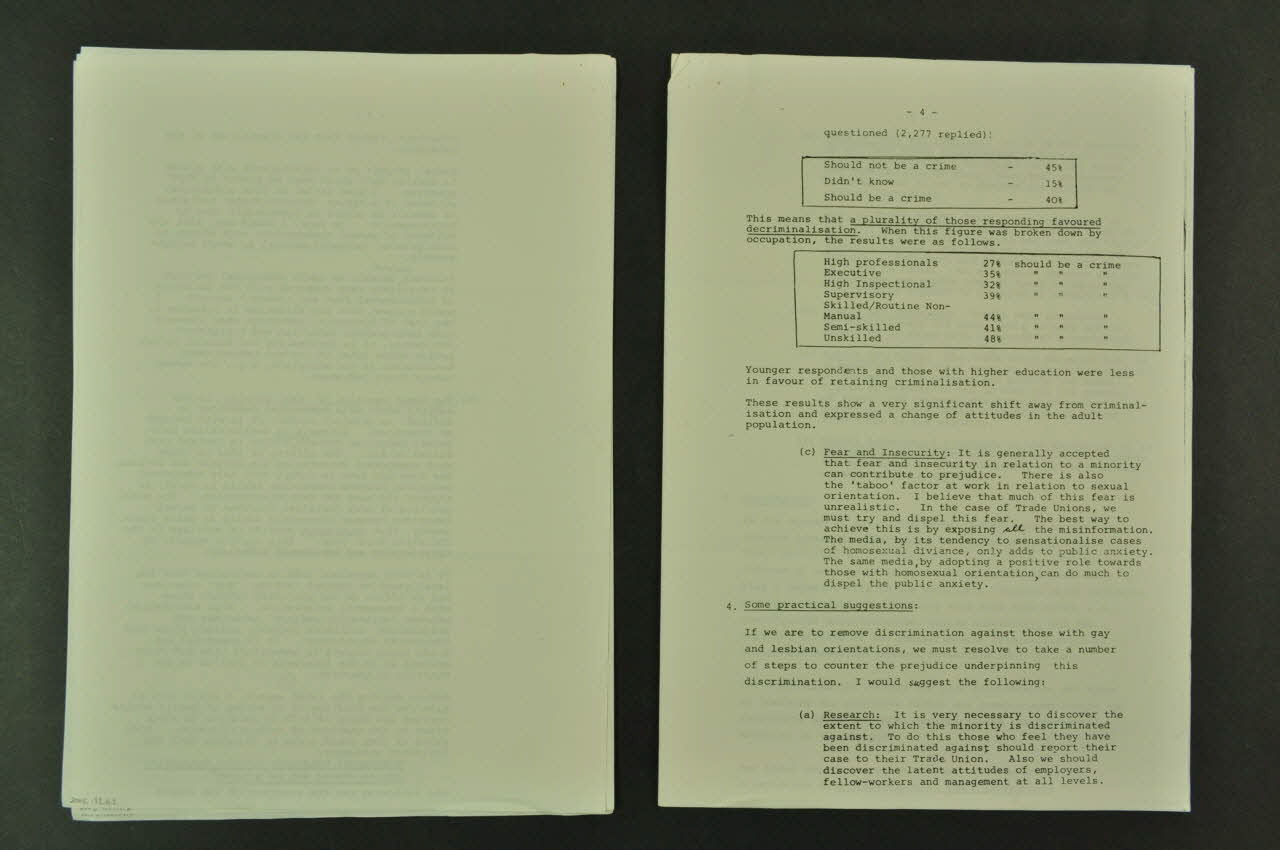 - 4 -
questioned (2,277 replied):
Should not be a crime - 45%
Didn't know - 15%
Should be a crime - 40%
This means that a plurality of those responding favoured
decriminalisation. When this figure was broken down by
occupation, the results were as follows.
High professionals 27% should be a crime
Executive 35% " " "
High Inspectional 32% " " "
Supervisory 39% " " "
Skilled/Routine Non-
Manual 44% " " "
Semi-skilled 41% " " "
Unskilled 48% " " "
Younger respondents and those with higher education were less
in favour of retaining criminalisation.
These results show a very significant shift away from criminal-
isation and expressed a change of attitudes in the adult
population.
(c) Fear and Insecurity: It is generally accepted
that fear and insecurity in relation to a minority
can contribute to prejudice. There is also
the 'taboo' factor at work in relation to sexual
orientation. I believe that much of this fear is
unrealistic. In the case of Trade Unions, we
must try and dispel this fear. The best way to
achieve this is by exposing all the misinformation.
The media, by its tendency to sensationalise cases
of homosexual diviance, only adds to public anxiety.
The same media,by adopting a positive role towards
those with homosexual orientation,can do much to
dispel the public anxiety.
4. Some practical suggestions:
If we are to remove discrimination against those with gay
and lesbian orientations, we must resolve to take a number
of steps to counter the prejudice underpinning this
discrimination. I would suggest the following:
(a) Research: It is very necessary to discover the
extent to which the minority is discriminated
against. To do this those who feel they have
been discriminated against should report their
case to their Trade Union. Also we should
discover the latent attitudes of employers,
fellow-workers and management at all levels.